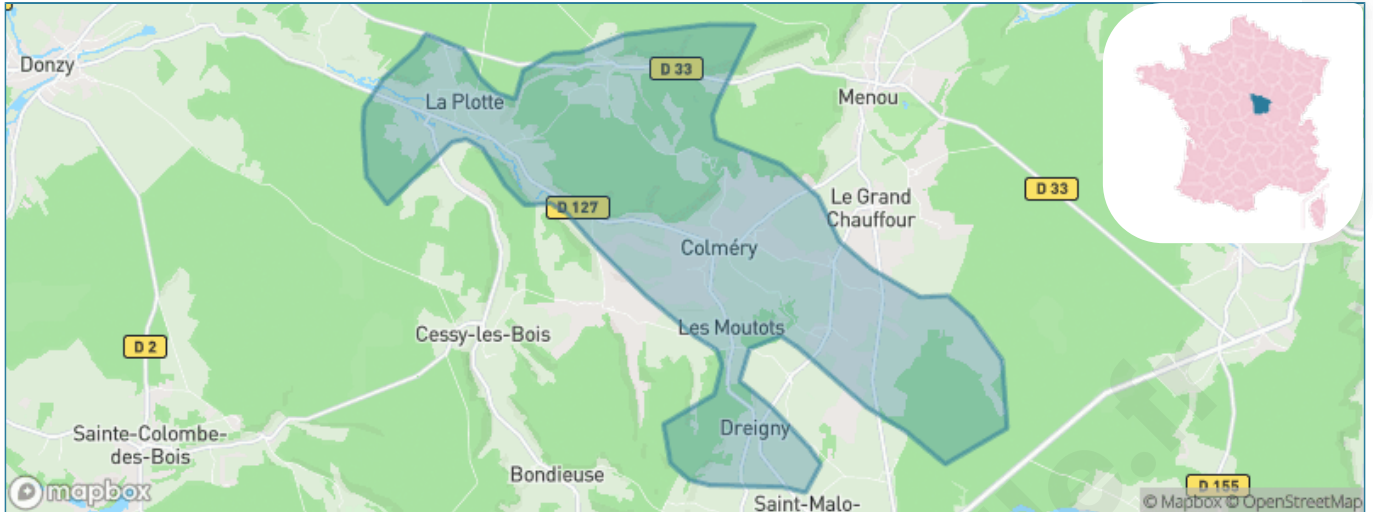 Donzy
La Plotte
D 33
Menou
D 33
Le Grand
Chauffour
D 127
Colméry
Les Moutots
Cessy-les-Bois
D 2
Sainte-Colombe-
des-Bois
Dreigny
Bondieuse
D 155
Saint-Malo-
mapbox
© Mapbox © OpenStreetMap